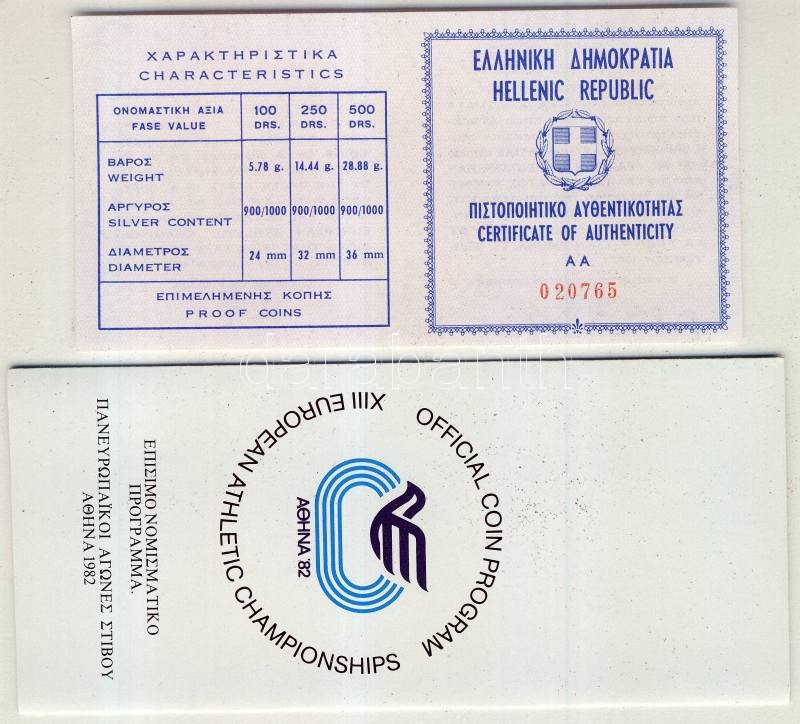 ΧΑΡΑΚΤΗΡΙΣΤΙΚΑ
CHARACTERISTICS
ΟΝΟΜΑΣΤΙΚΗ ΑΞΙΑ 100 250 500
FASE VALUE DRS. DRS. DRS.
ΒΑΡΟΣ
WEIGHT 5.78 g. 14.44 g. 28.88 g.
ΑΡΓΥΡΟΣ
SILVER CONTENT 900/1000 900/1000 900/1000
ΔΙΑΜΕΤΡΟΣ
DIAMETER 24 mm 32 mm 36 mm
ΕΠΙΜΕΛΗΜΕΝΗΣ ΚΟΠΗΣ
PROOF COINS
ΕΛΛΗΝΙΚΗ ΔΗΜΟΚΡΑΤΙΑ
HELLENIC REPUBLIC
ΠΙΣΤΟΠΟΙΗΤΙΚΟ ΑΥΘΕΝΤΙΚΟΤΗΤΑΣ
CERTIFICATE OF AUTHENTICITY
ΑΑ
020765
darabanth
OFFICIAL COIN PROGRAM
XIII EUROPEAN ATHLETIC CHAMPIONSHIPS
ΑΘΗΝΑ '82
ΕΠΙΣΙΜΟ ΝΟΜΙΣΜΑΤΙΚΟ
ΠΡΟΓΡΑΜΜΑ.
ΠΑΝΕΥΡΩΠΑΪΚΟΙ ΑΓΩΝΕΣ ΣΤΙΒΟΥ
ΑΘΗΝΑ 1982